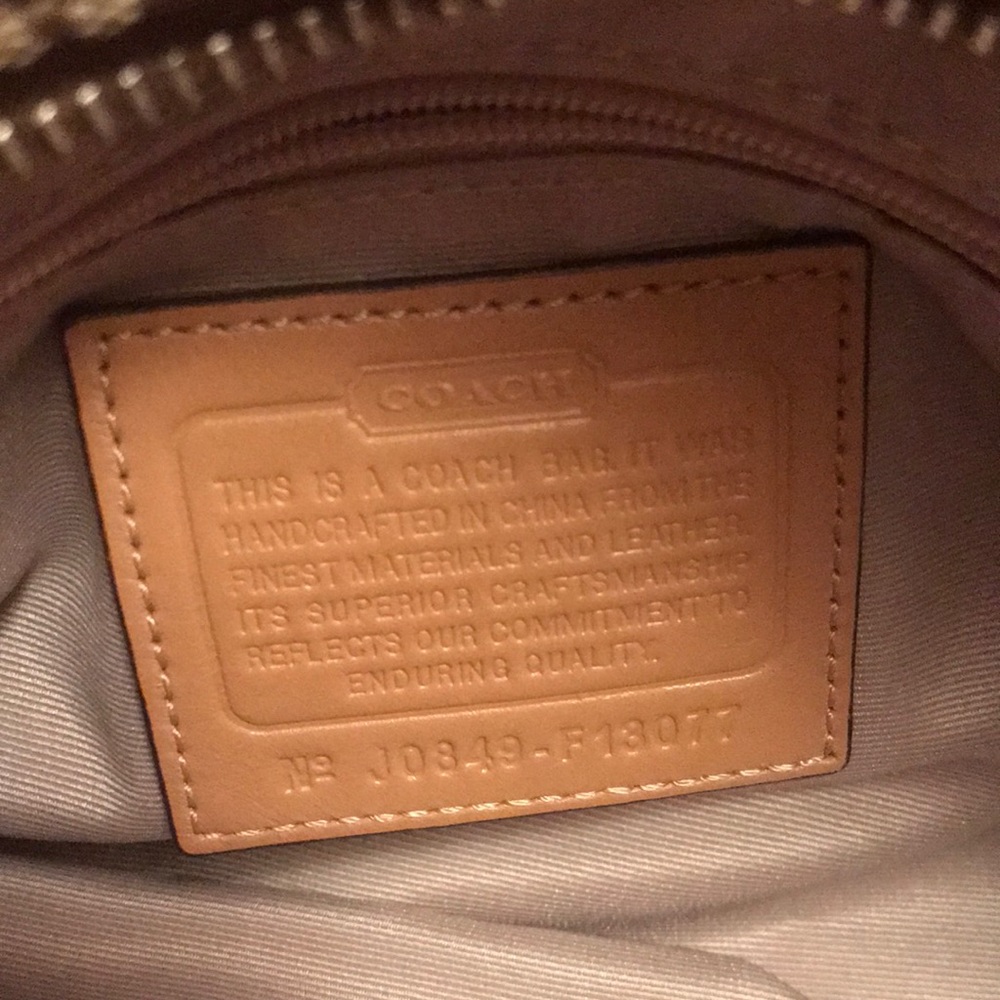 COACH
THIS IS A COACH BAG. IT WAS
HANDCRAFTED IN CHINA FROM THE
FINEST MATERIALS AND LEATHER.
ITS SUPERIOR CRAFTSMANSHIP
REFLECTS OUR COMMITMENT TO
ENDURING QUALITY.
Nº J0849-F13077